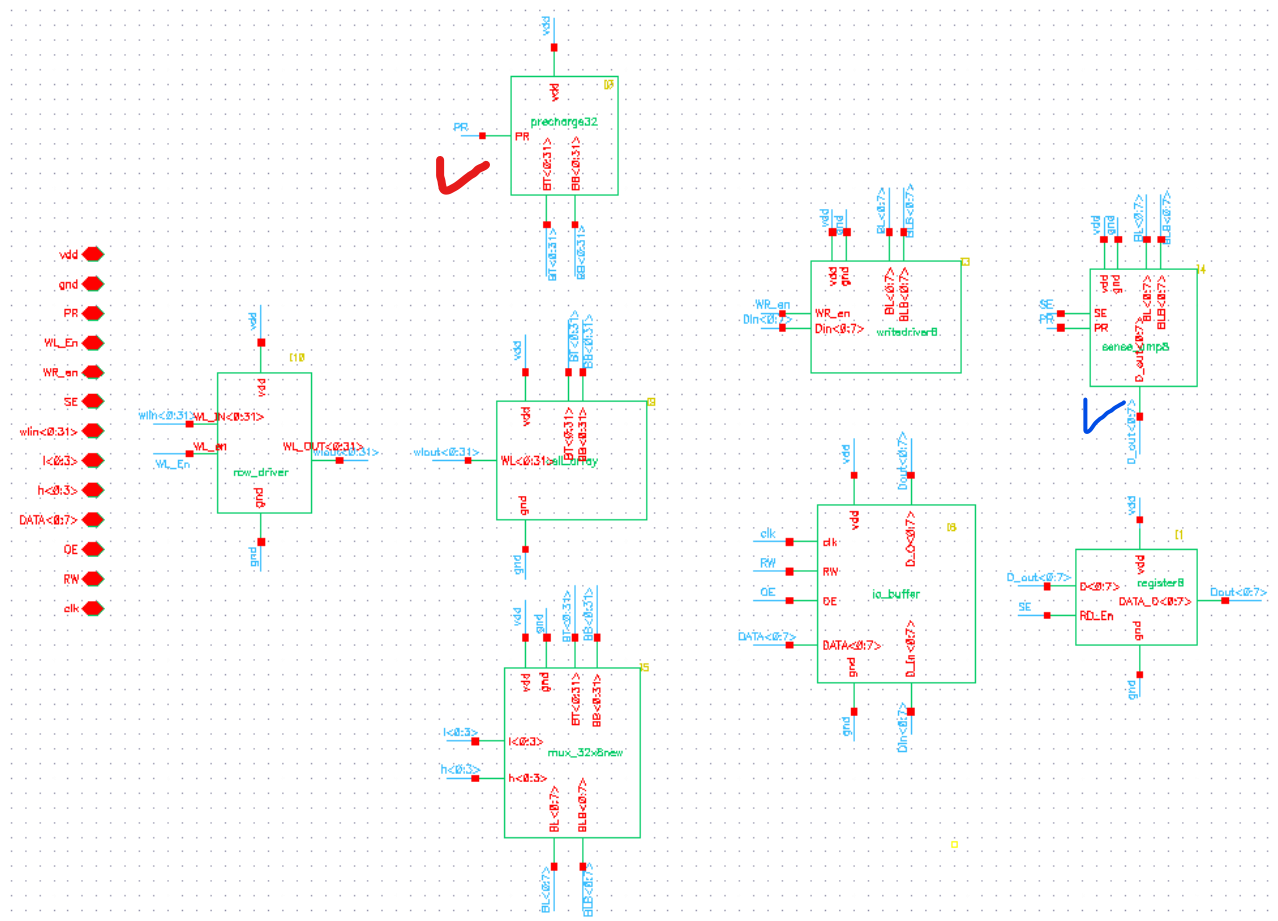 vdd
gnd
PR
WL_En
WR_en
SE
wlin<0:31>
l<0:3>
h<0:3>
DATA<0:7>
OE
RW
clk
vdd
vdd
precharge32
PR
PR
BT<0:31>
BB<0:31>
BT<0:31>
BB<0:31>
vdd
I10
vdd
wlin<0:31>
WL_IN<0:31>
WL_en
WL_En
WL_OUT<0:31>
wlout<0:31>
row_driver
gnd
gnd
vdd
BT<0:31>
BB<0:31>
vdd
BT<0:31>
BB<0:31>
wlout<0:31>
WL<0:31>
gnd
gnd
vdd
gnd
BT<0:31>
BB<0:31>
I5
vdd
gnd
BT<0:31>
BB<0:31>
l<0:3>
l<0:3>
mux_32x8new
h<0:3>
h<0:3>
BL<0:7>
BLB<0:7>
BL<0:7>
BLB<0:7>
vdd
gnd
BL<0:7>
BLB<0:7>
vdd
gnd
BL<0:7>
BLB<0:7>
WR_en
WR_en
Din<0:7>
Din<0:7>
writedriver8
vdd
gnd
BL<0:7>
BLB<0:7>
I4
vdd
gnd
BL<0:7>
BLB<0:7>
SE
PR
sense_amp8
D_out<0:7>
D_out<0:7>
vdd
Dout<0:7>
I6
vdd
D_O<0:7>
clk
clk
RW
RW
OE
OE
io_buffer
DATA<0:7>
DATA<0:7>
gnd
D_In<0:7>
gnd
Din<0:7>
vdd
I1
vdd
register8
D_out<0:7>
D<0:7>
DATA_O<0:7>
Dout<0:7>
SE
RD_En
gnd
gnd